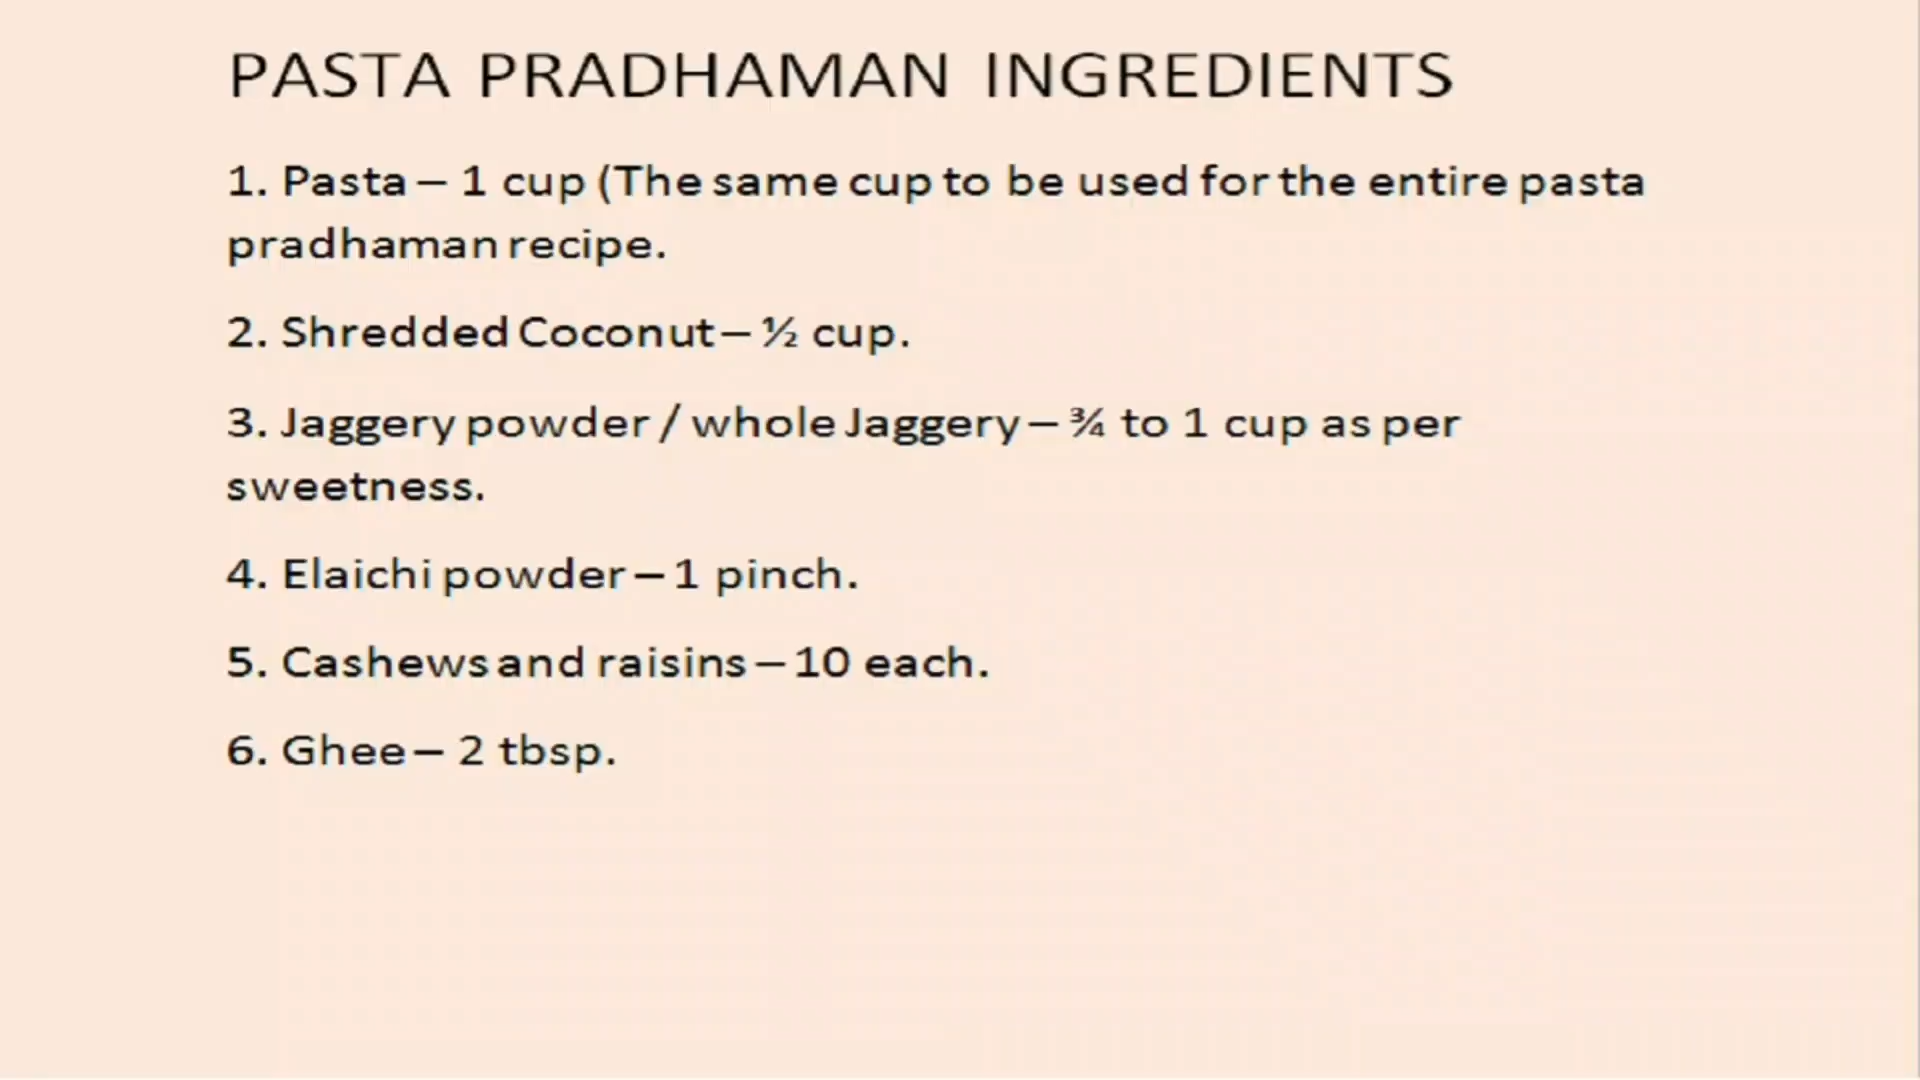 PASTA PRADHAMAN INGREDIENTS
1. Pasta – 1 cup (The same cup to be used for the entire pasta
pradhaman recipe.
2. Shredded Coconut – ½ cup.
3. Jaggery powder / whole Jaggery – ¾ to 1 cup as per
sweetness.
4. Elaichi powder – 1 pinch.
5. Cashews and raisins – 10 each.
6. Ghee – 2 tbsp.